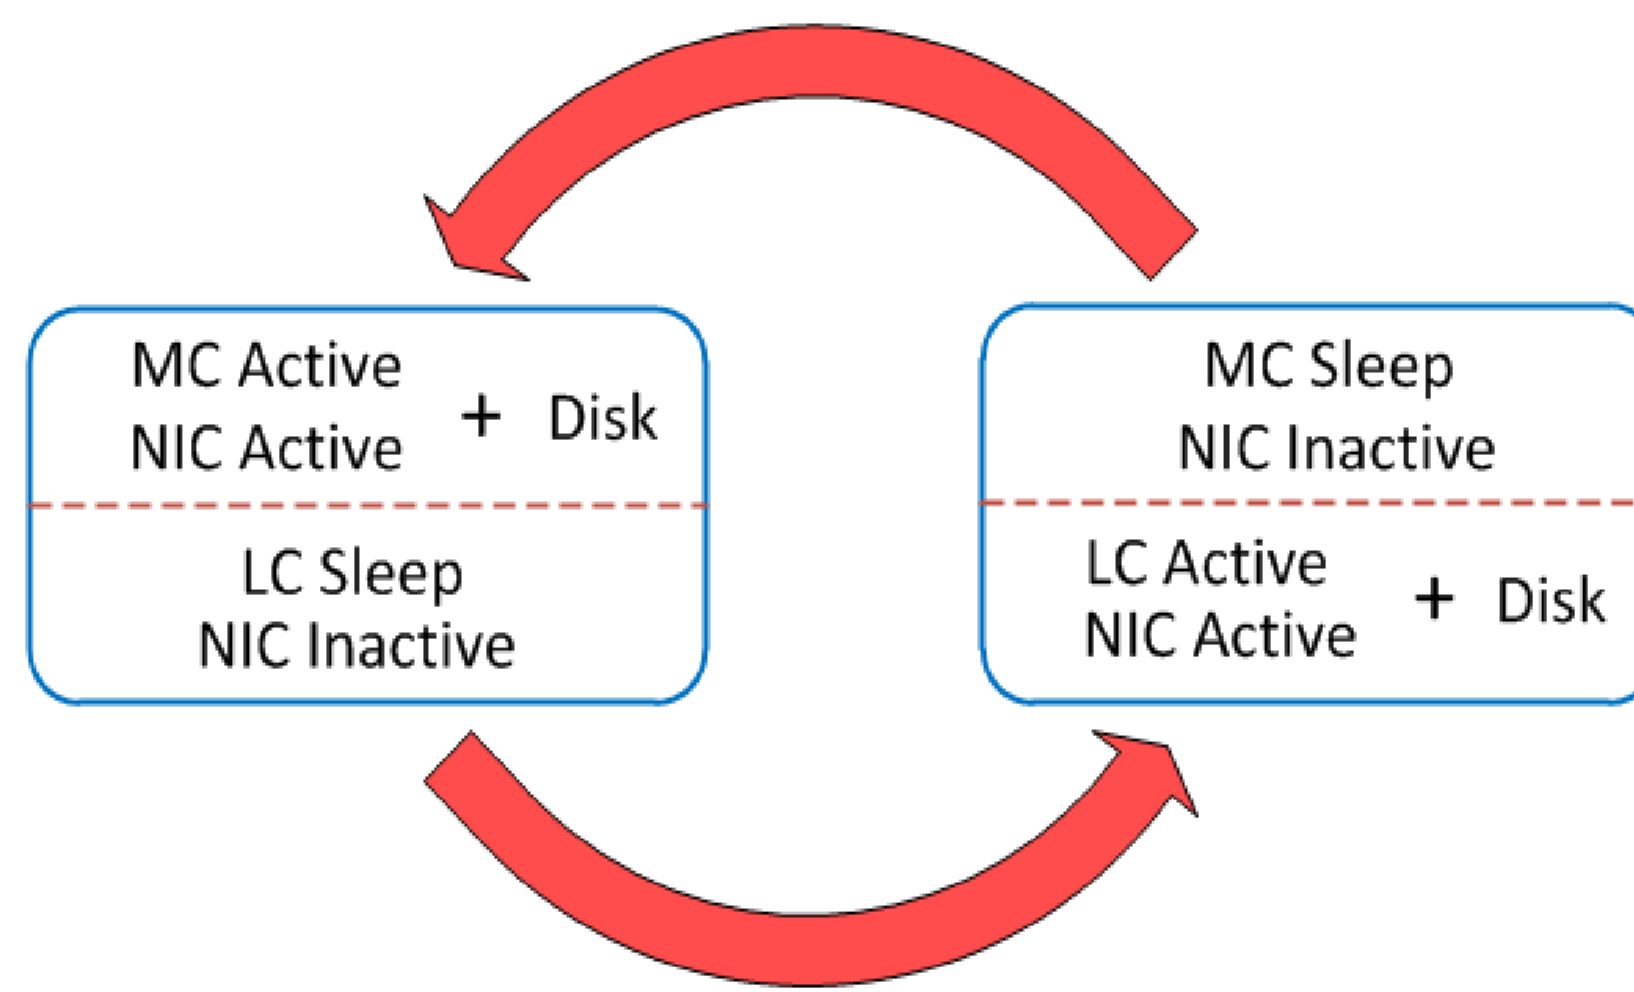 MC Active
NIC Active
+ Disk
LC Sleep
NIC Inactive
MC Sleep
NIC Inactive
LC Active
NIC Active
+ Disk